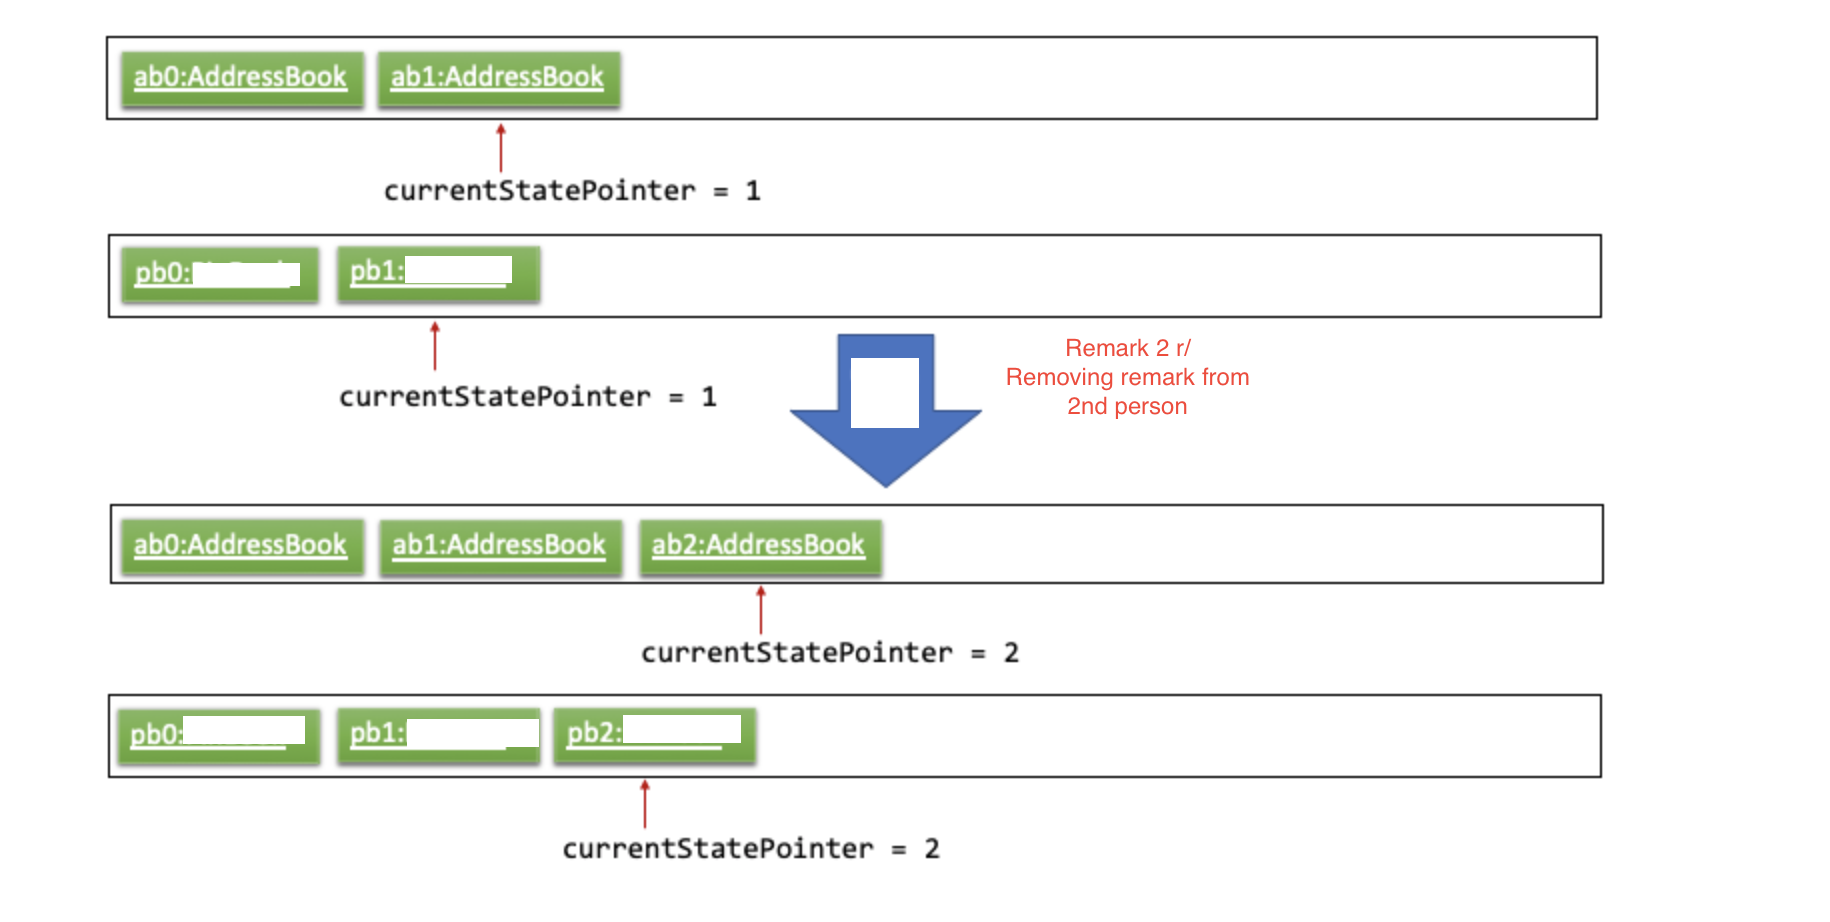 ab0:AddressBook ab1:AddressBook
currentStatePointer = 1
pb0: pb1:
currentStatePointer = 1
Remark 2 r/
Removing remark from
2nd person
ab0:AddressBook ab1:AddressBook ab2:AddressBook
currentStatePointer = 2
pb0: pb1: pb2:
currentStatePointer = 2